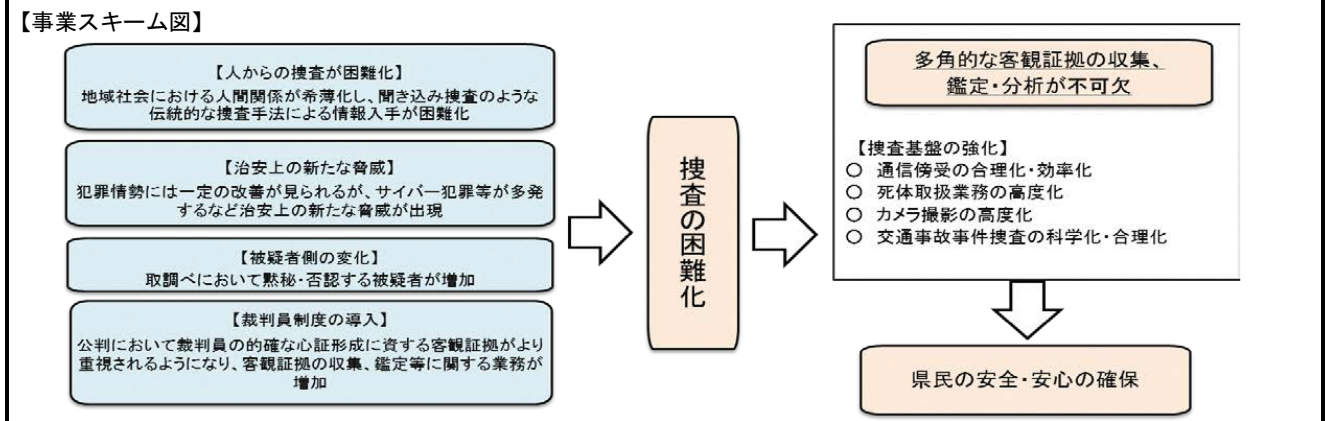 【事業スキーム図】
【人からの捜査が困難化】
地域社会における人間関係が希薄化し、聞き込み捜査のような
伝統的な捜査手法による情報入手が困難化
【治安上の新たな脅威】
犯罪情勢には一定の改善が見られるが、サイバー犯罪等が多発
するなど治安上の新たな脅威が出現
【被疑者側の変化】
取調べにおいて黙秘・否認する被疑者が増加
【裁判員制度の導入】
公判において裁判員の的確な心証形成に資する客観証拠がより
重視されるようになり、客観証拠の収集、鑑定等に関する業務が
増加
捜査の困難化
多角的な客観証拠の収集、
鑑定・分析が不可欠
【捜査基盤の強化】
○ 通信傍受の合理化・効率化
○ 死体取扱業務の高度化
○ カメラ撮影の高度化
○ 交通事故事件捜査の科学化・合理化
県民の安全・安心の確保